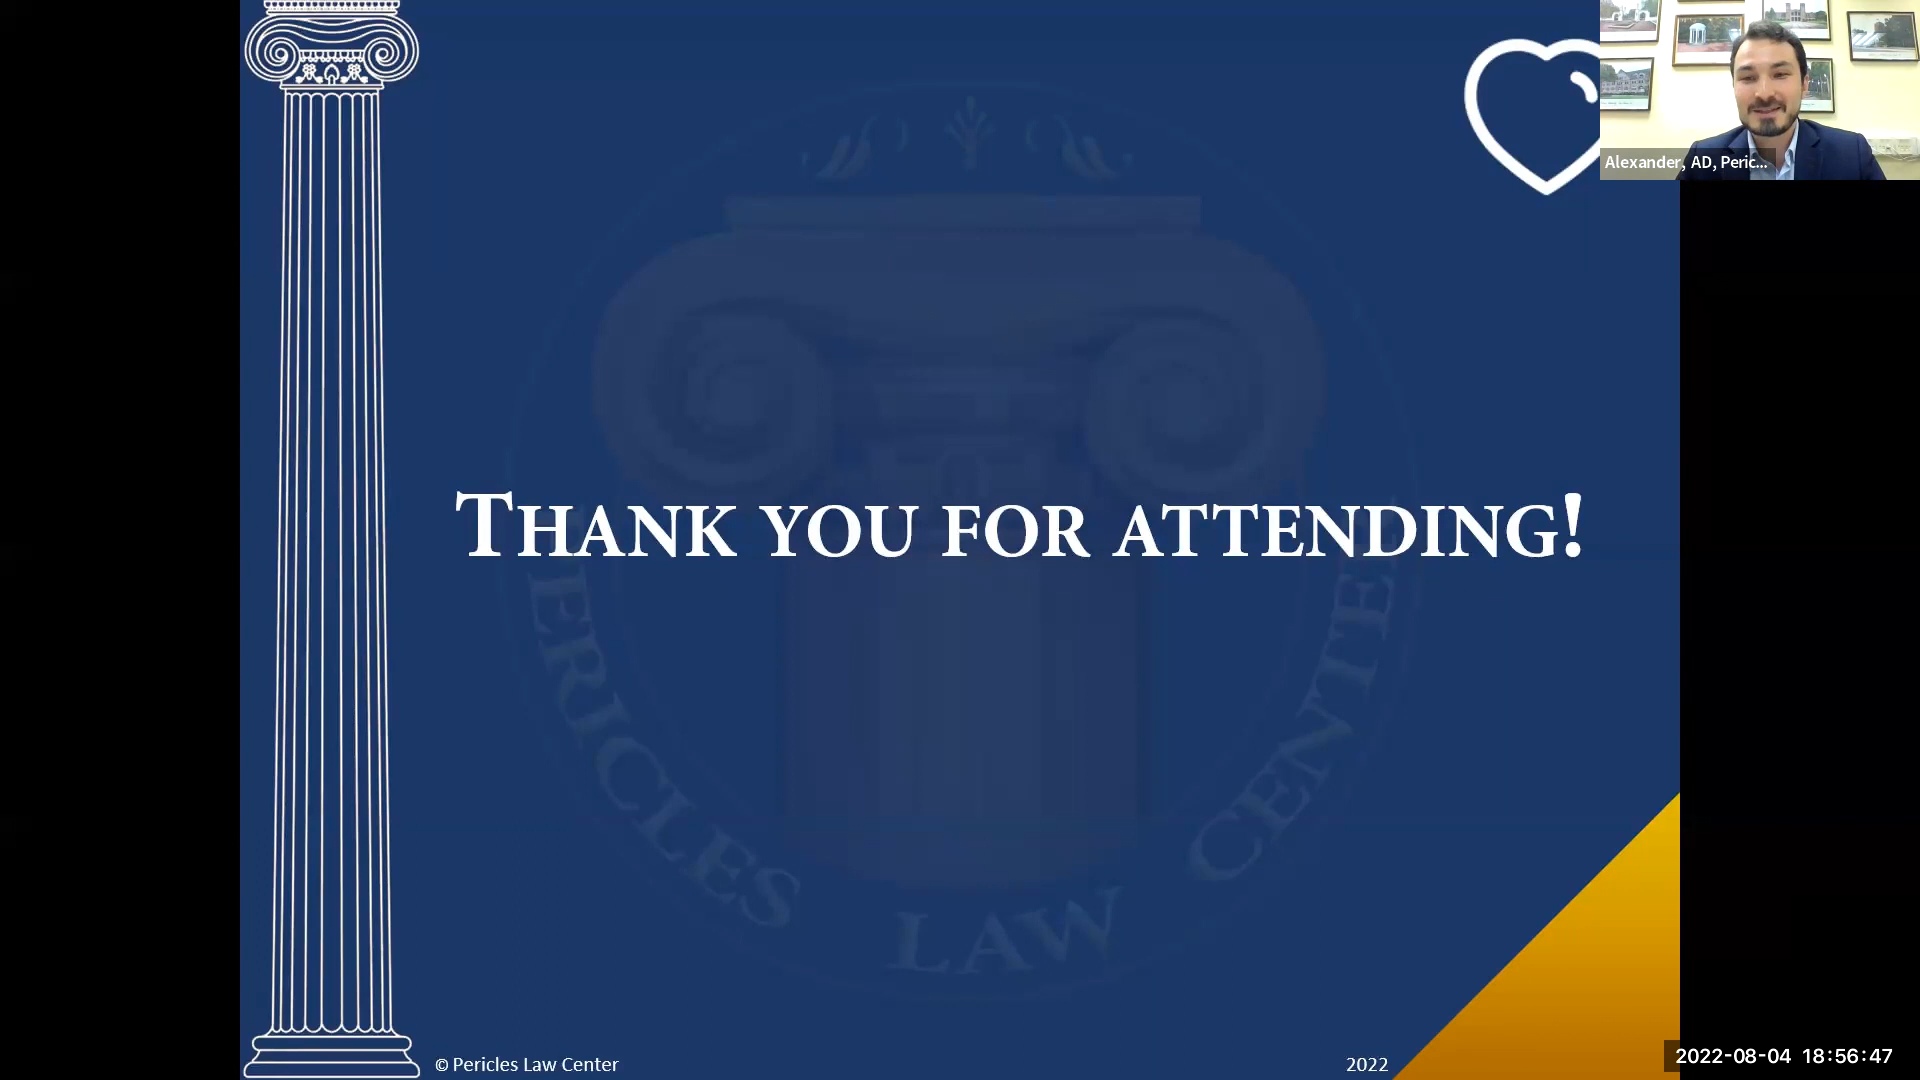 Alexander, AD, Peric...
THANK YOU FOR ATTENDING!
PERICLES LAW CENTER
© Pericles Law Center
2022
2022-08-04 18:56:47